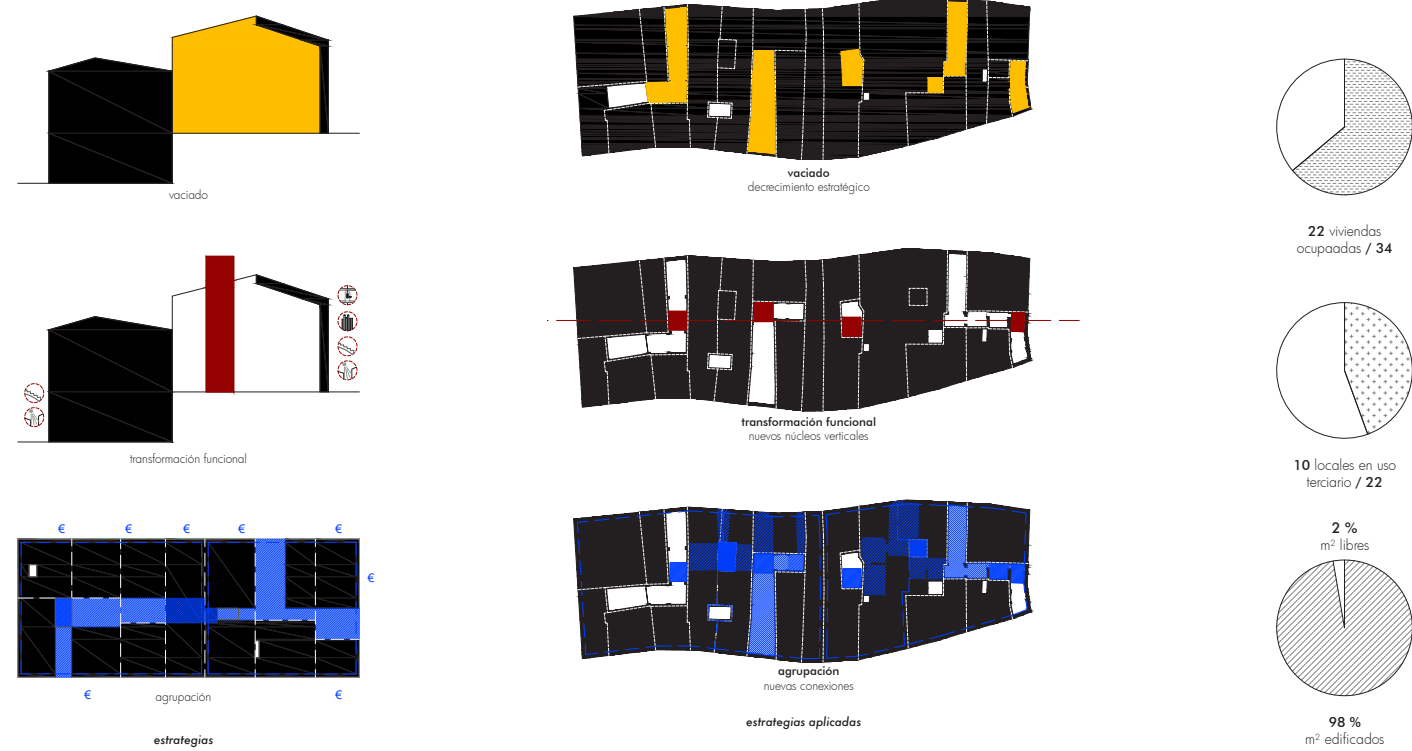 vaciado
transformación funcional
€ € € € €
€
€ €
agrupación
estrategias
vaciado
decrecimiento estratégico
transformación funcional
nuevos núcleos verticales
agrupación
nuevas conexiones
estrategias aplicadas
22 viviendas
ocupaadas / 34
10 locales en uso
terciario / 22
2 %
m² libres
98 %
m² edificados